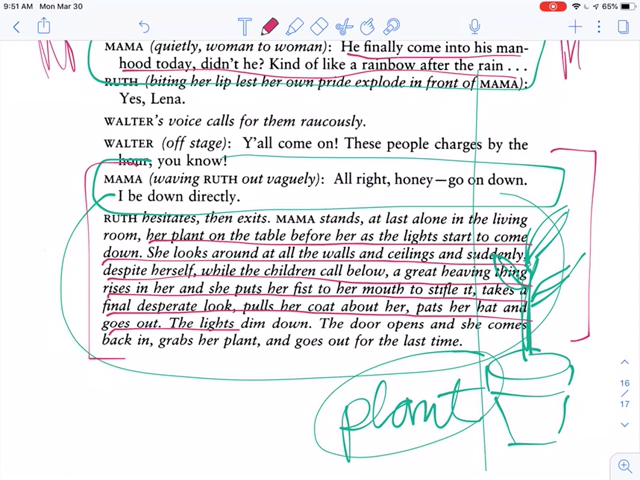 9:51 AM Mon Mar 30
65%
MAMA (quietly, woman to woman): He finally come into his man-
hood today, didn't he? Kind of like a rainbow after the rain . . .
RUTH (biting her lip lest her own pride explode in front of MAMA):
Yes, Lena.
WALTER's voice calls for them raucously.
WALTER (off stage): Y'all come on! These people charges by the
hour, you know!
MAMA (waving RUTH out vaguely): All right, honey—go on down.
I be down directly.
RUTH hesitates, then exits. MAMA stands, at last alone in the living
room, her plant on the table before her as the lights start to come
down. She looks around at all the walls and ceilings and suddenly,
despite herself, while the children call below, a great heaving thing
rises in her and she puts her fist to her mouth to stifle it, takes a
final desperate look, pulls her coat about her, pats her hat and
goes out. The lights dim down. The door opens and she comes
back in, grabs her plant, and goes out for the last time.
plant
16
/
17